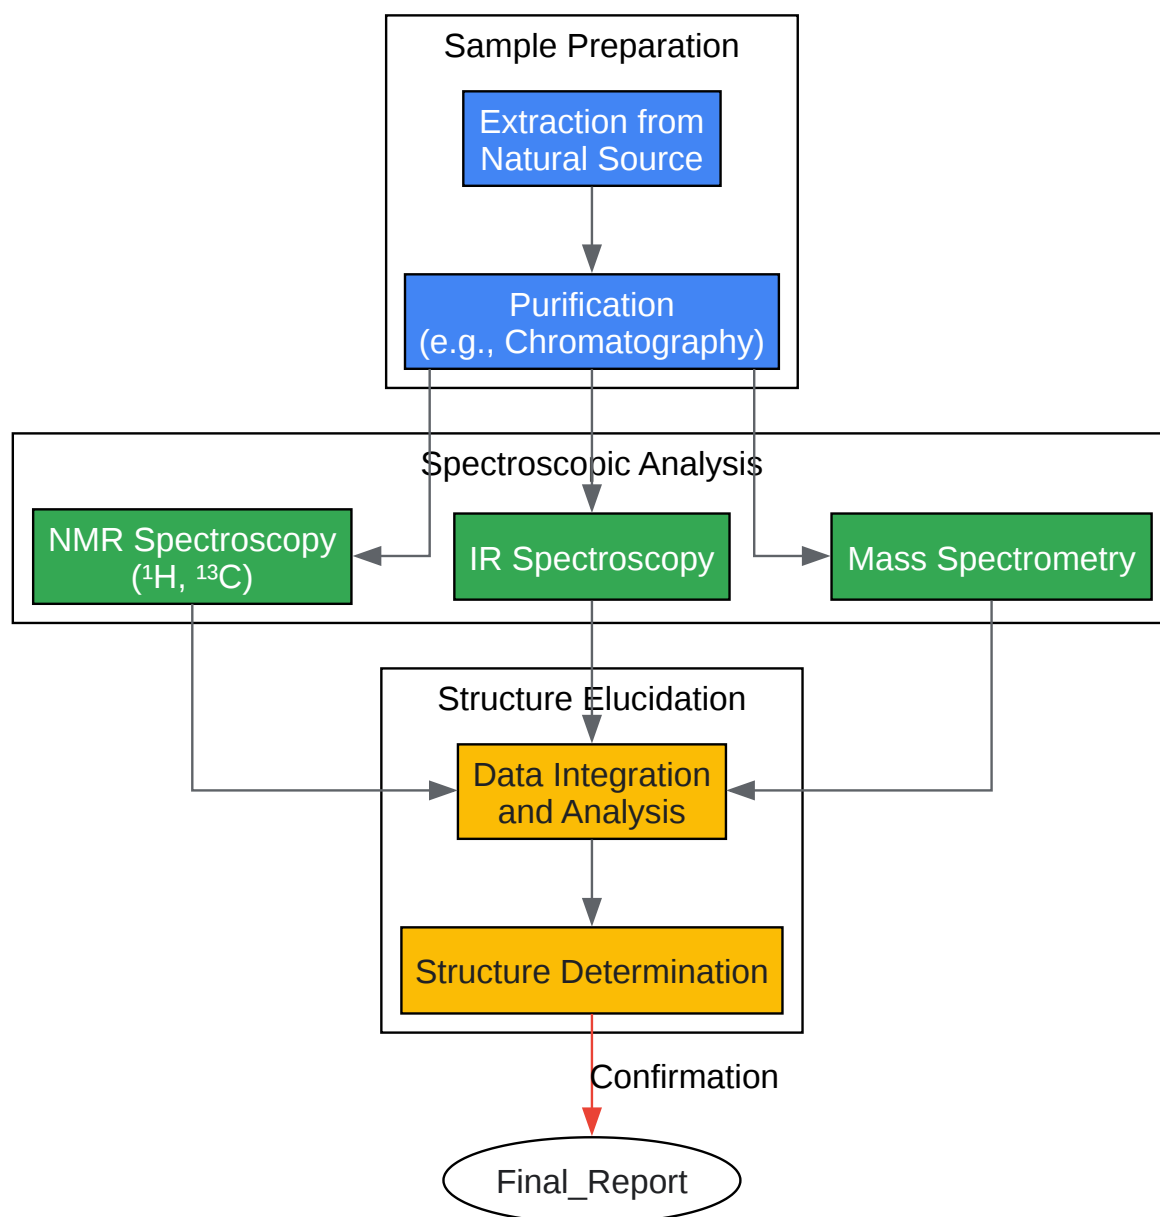 Sample Preparation
Extraction from
Natural Source
Purification
(e.g., Chromatography)
Spectroscopic Analysis
NMR Spectroscopy
(¹H, ¹³C)
IR Spectroscopy
Mass Spectrometry
Structure Elucidation
Data Integration
and Analysis
Structure Determination
Confirmation
Final_Report